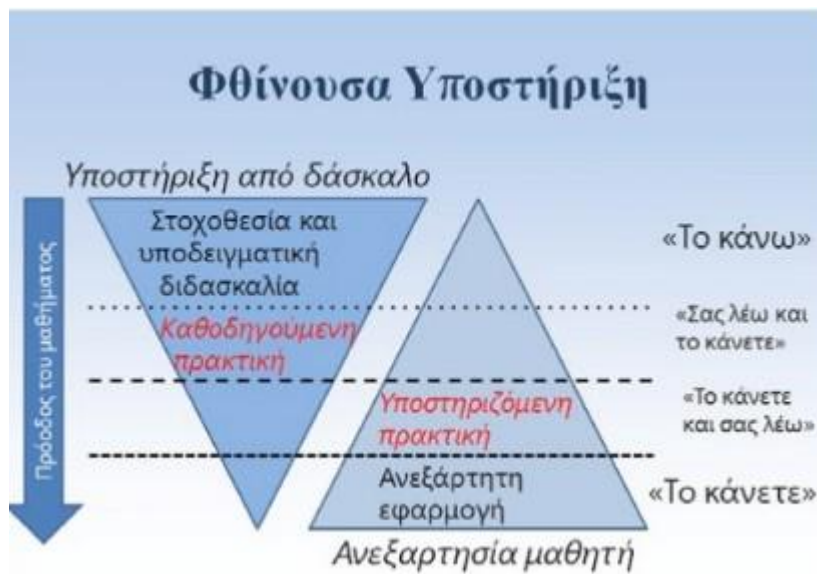 Φθίνουσα Υποστήριξη
Υποστήριξη από δάσκαλο
Πρόοδος του μαθήματος
Στοχοθεσία και
υποδειγματική
διδασκαλία
«Το κάνω»
Καθοδηγούμενη
πρακτική
«Σας λέω και
το κάνετε»
Υποστηριζόμενη
πρακτική
«Το κάνετε
και σας λέω»
Ανεξάρτητη
εφαρμογή
«Το κάνετε»
Ανεξαρτησία μαθητή